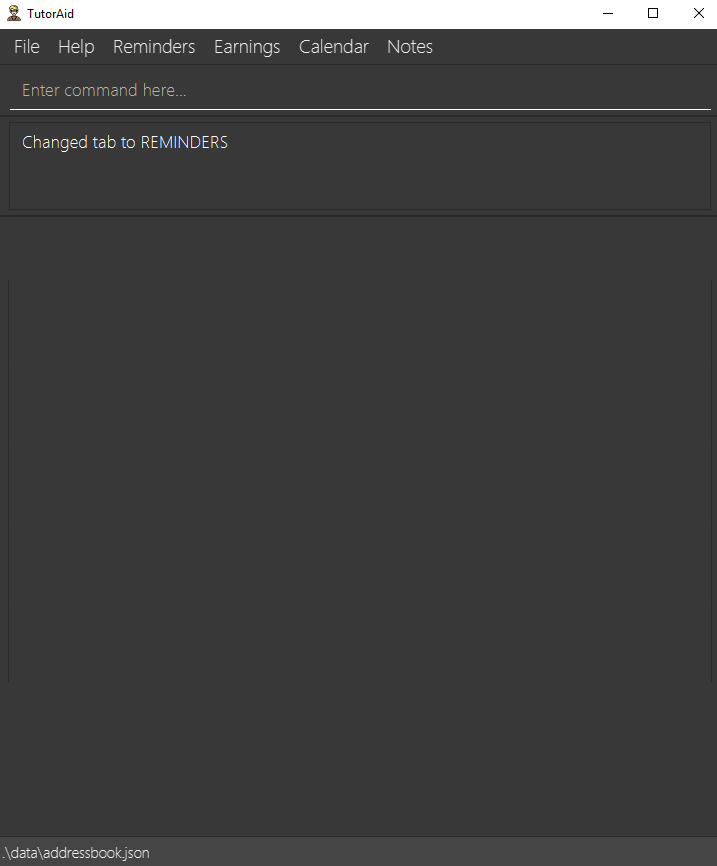 TutorAid
File Help Reminders Earnings Calendar Notes
Enter command here...
Changed tab to REMINDERS
.\data\addressbook.json